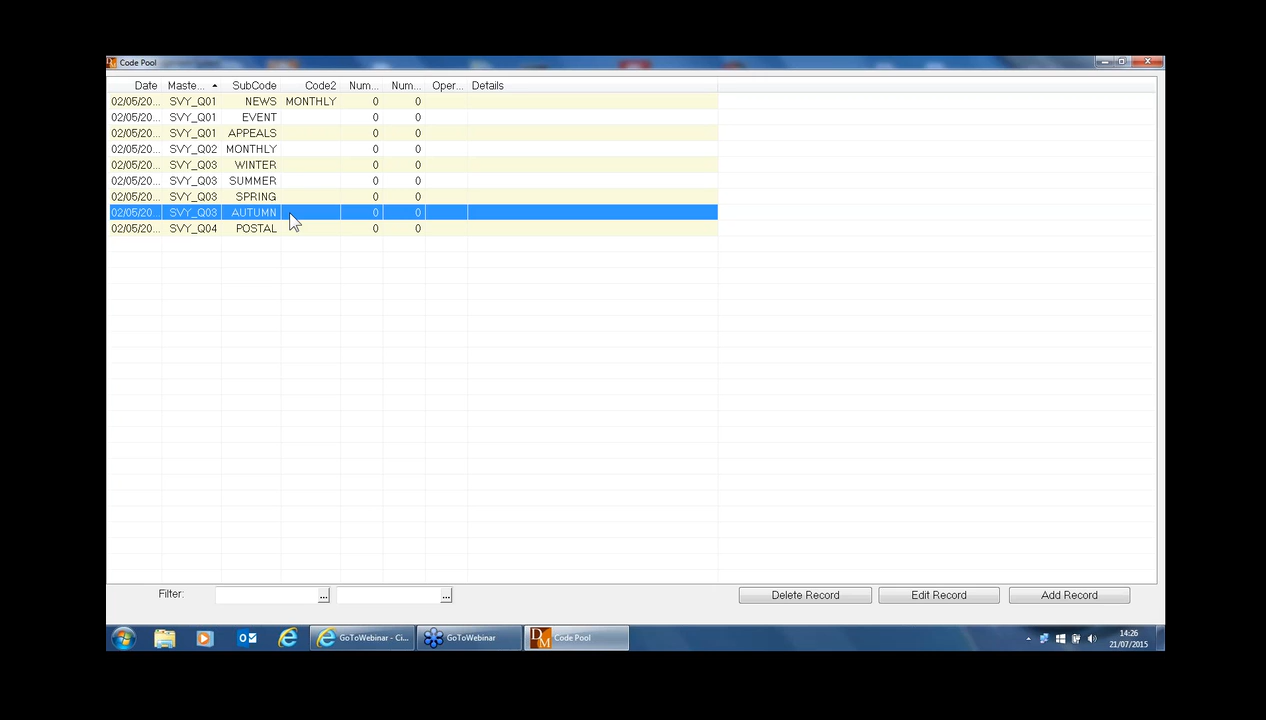 Code Pool
Date Maste... SubCode Code2 Num... Num... Oper... Details
02/05/20... SVY_Q01 NEWS MONTHLY 0 0
02/05/20... SVY_Q01 EVENT 0 0
02/05/20... SVY_Q01 APPEALS 0 0
02/05/20... SVY_Q02 MONTHLY 0 0
02/05/20... SVY_Q03 WINTER 0 0
02/05/20... SVY_Q03 SUMMER 0 0
02/05/20... SVY_Q03 SPRING 0 0
02/05/20... SVY_Q03 AUTUMN 0 0
02/05/20... SVY_Q04 POSTAL 0 0
Filter: ... ... Delete Record Edit Record Add Record
GoToWebinar - Ci... GoToWebinar DM Code Pool 14:26
21/07/2015